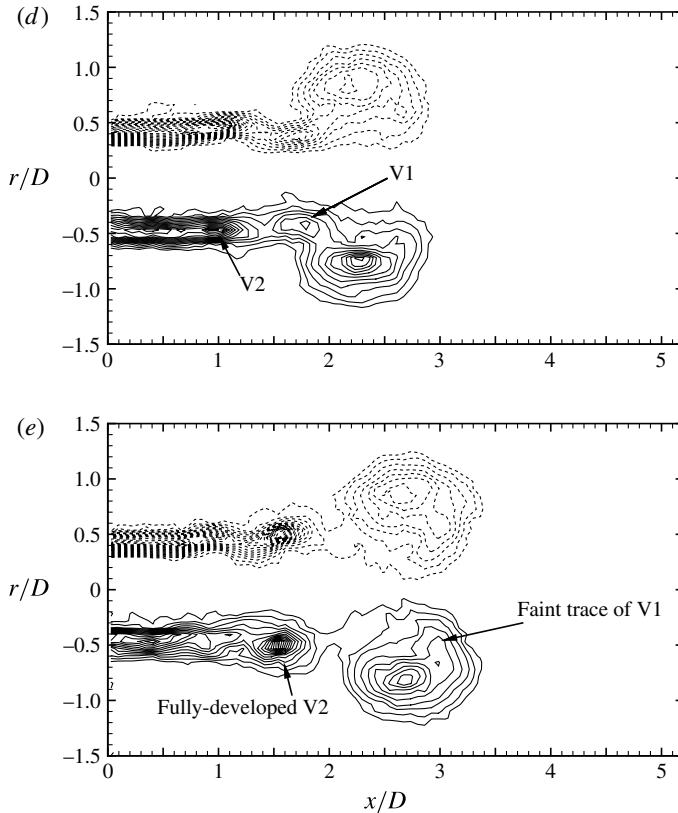 (d)
1.5
1.0
0.5
0
–0.5
–1.0
–1.5
r/D
V1
V2
0 1 2 3 4 5
(e)
1.5
1.0
0.5
0
–0.5
–1.0
–1.5
r/D
Faint trace of V1
Fully-developed V2
0 1 2 3 4 5
x/D